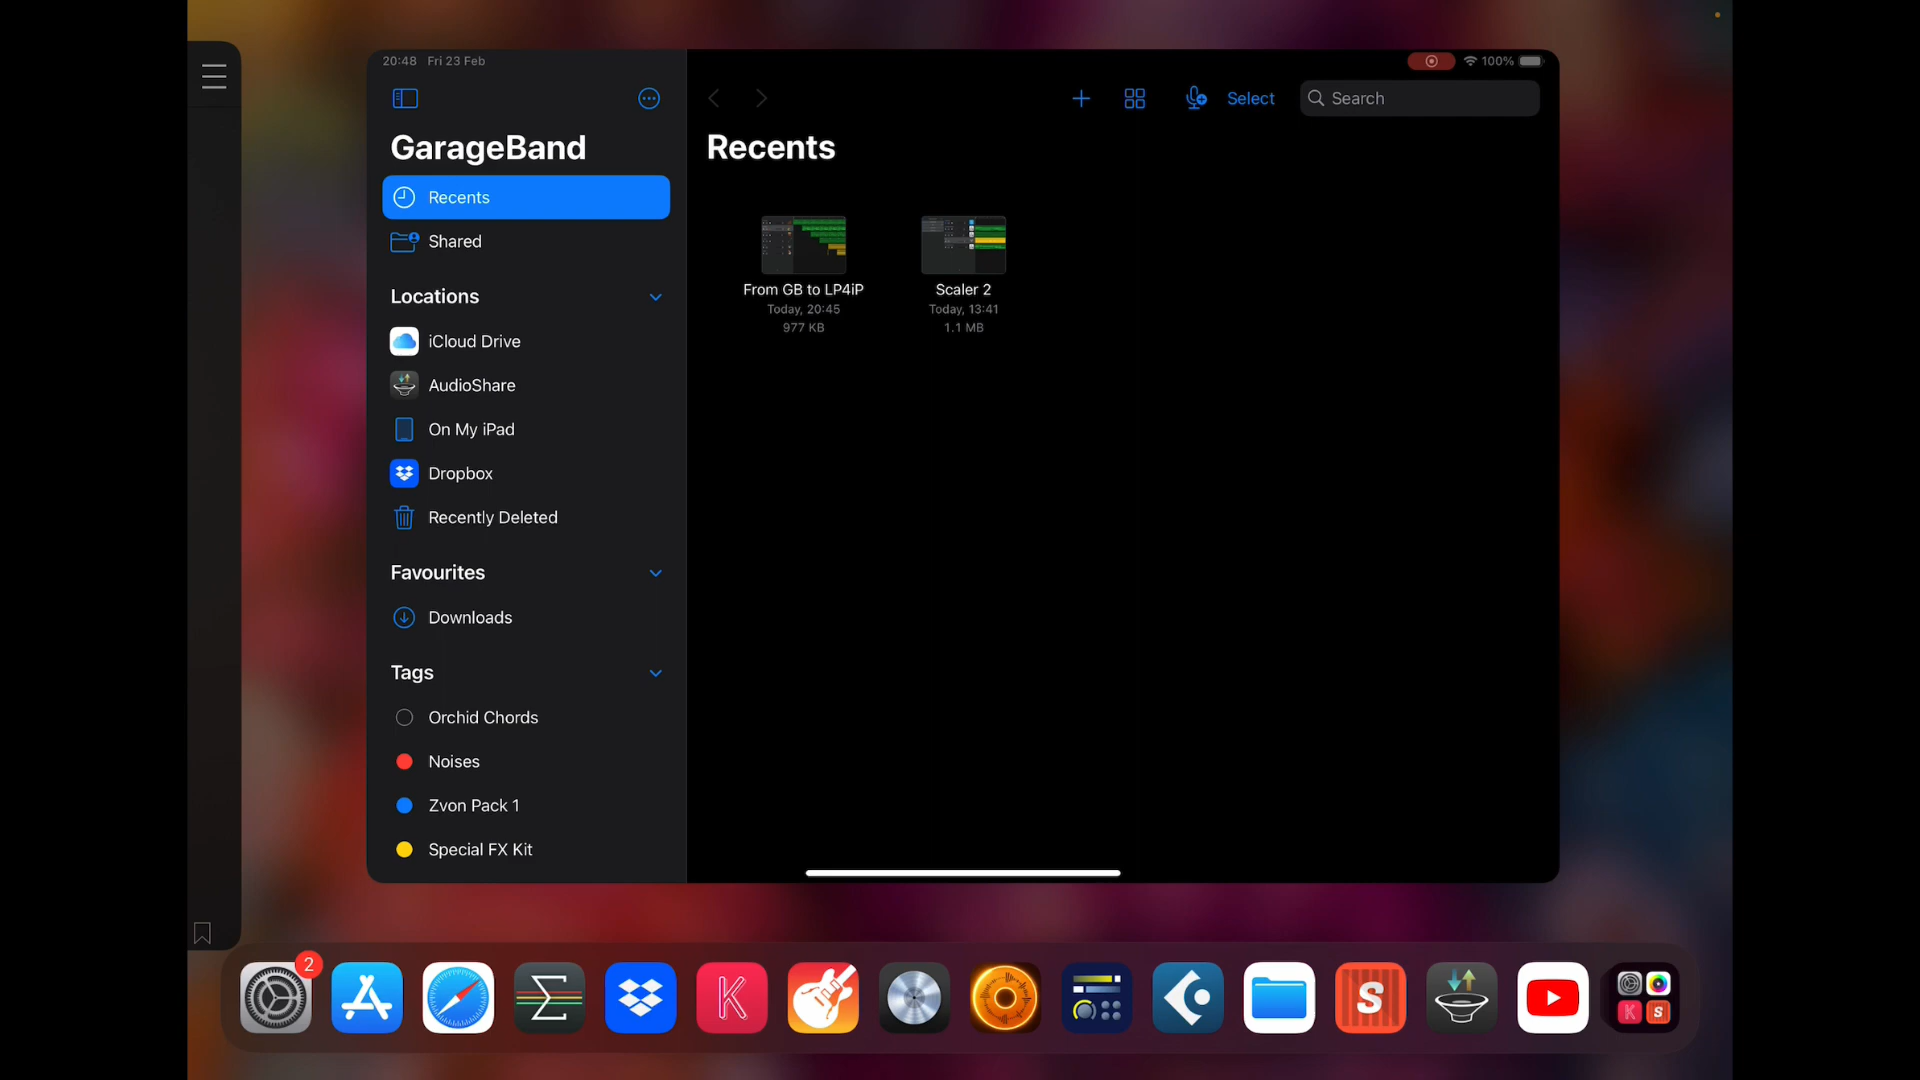 20:48 Fri 23 Feb
100%
Select
Search
GarageBand
Recents
Shared
Locations
iCloud Drive
AudioShare
On My iPad
Dropbox
Recently Deleted
Favourites
Downloads
Tags
Orchid Chords
Noises
Zvon Pack 1
Special FX Kit
Recents
From GB to LP4iP
Today, 20:45
977 KB
Scaler 2
Today, 13:41
1.1 MB
2
K
S
K
S